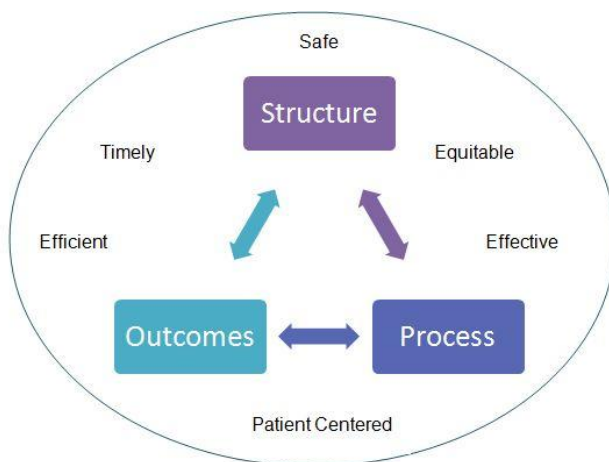 Safe
Structure
Timely
Equitable
Efficient
Effective
Outcomes
Process
Patient Centered